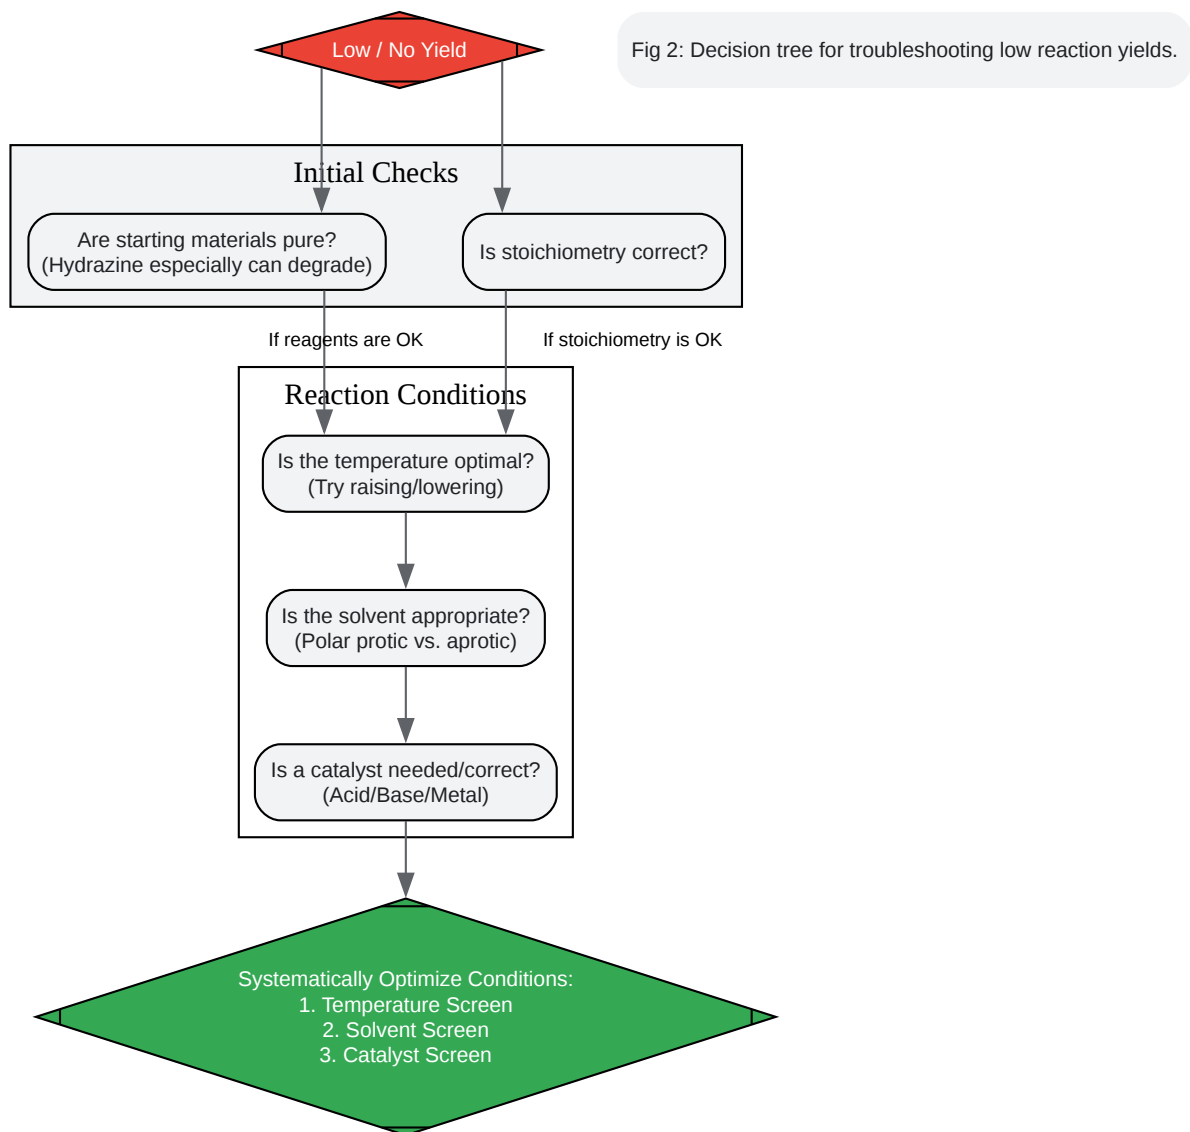 Low / No Yield
Fig 2: Decision tree for troubleshooting low reaction yields.
Initial Checks
Are starting materials pure?
(Hydrazine especially can degrade)
Is stoichiometry correct?
If reagents are OK
If stoichiometry is OK
Reaction Conditions
Is the temperature optimal?
(Try raising/lowering)
Is the solvent appropriate?
(Polar protic vs. aprotic)
Is a catalyst needed/correct?
(Acid/Base/Metal)
Systematically Optimize Conditions:
1. Temperature Screen
2. Solvent Screen
3. Catalyst Screen